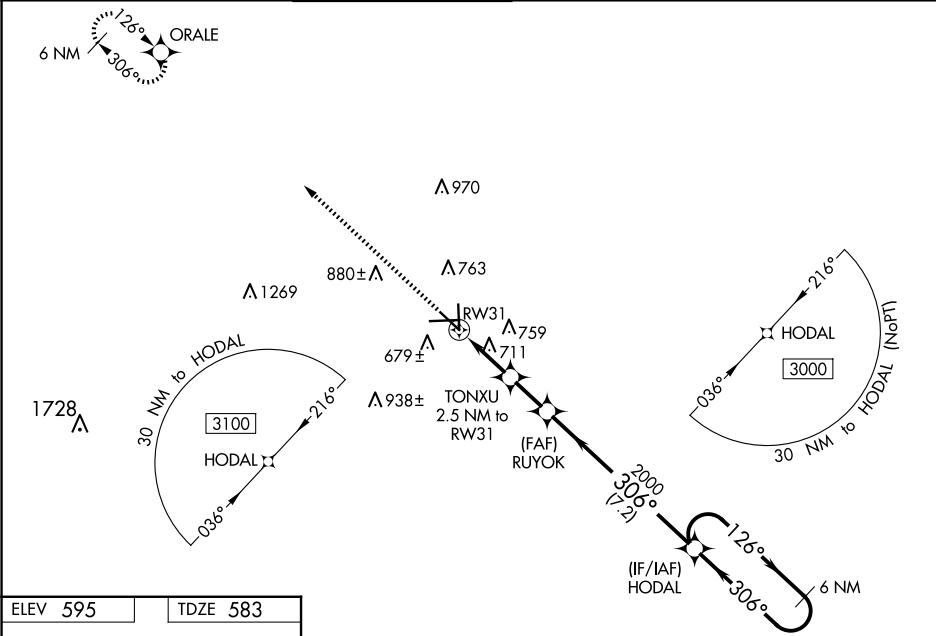 126°
ORALE
6 NM
306°
970
880±
763
1269
RW31
759
679±
711
216°
HODAL
3000
036°
30 NM to HODAL (NoPT)
30 NM to HODAL
216°
3100
HODAL
036°
1728
938±
TONXU
2.5 NM to
RW31
(FAF)
RUYOK
2000
306°
(7.2)
(IF/IAF)
HODAL
126°
306°
6 NM
ELEV 595
TDZE 583